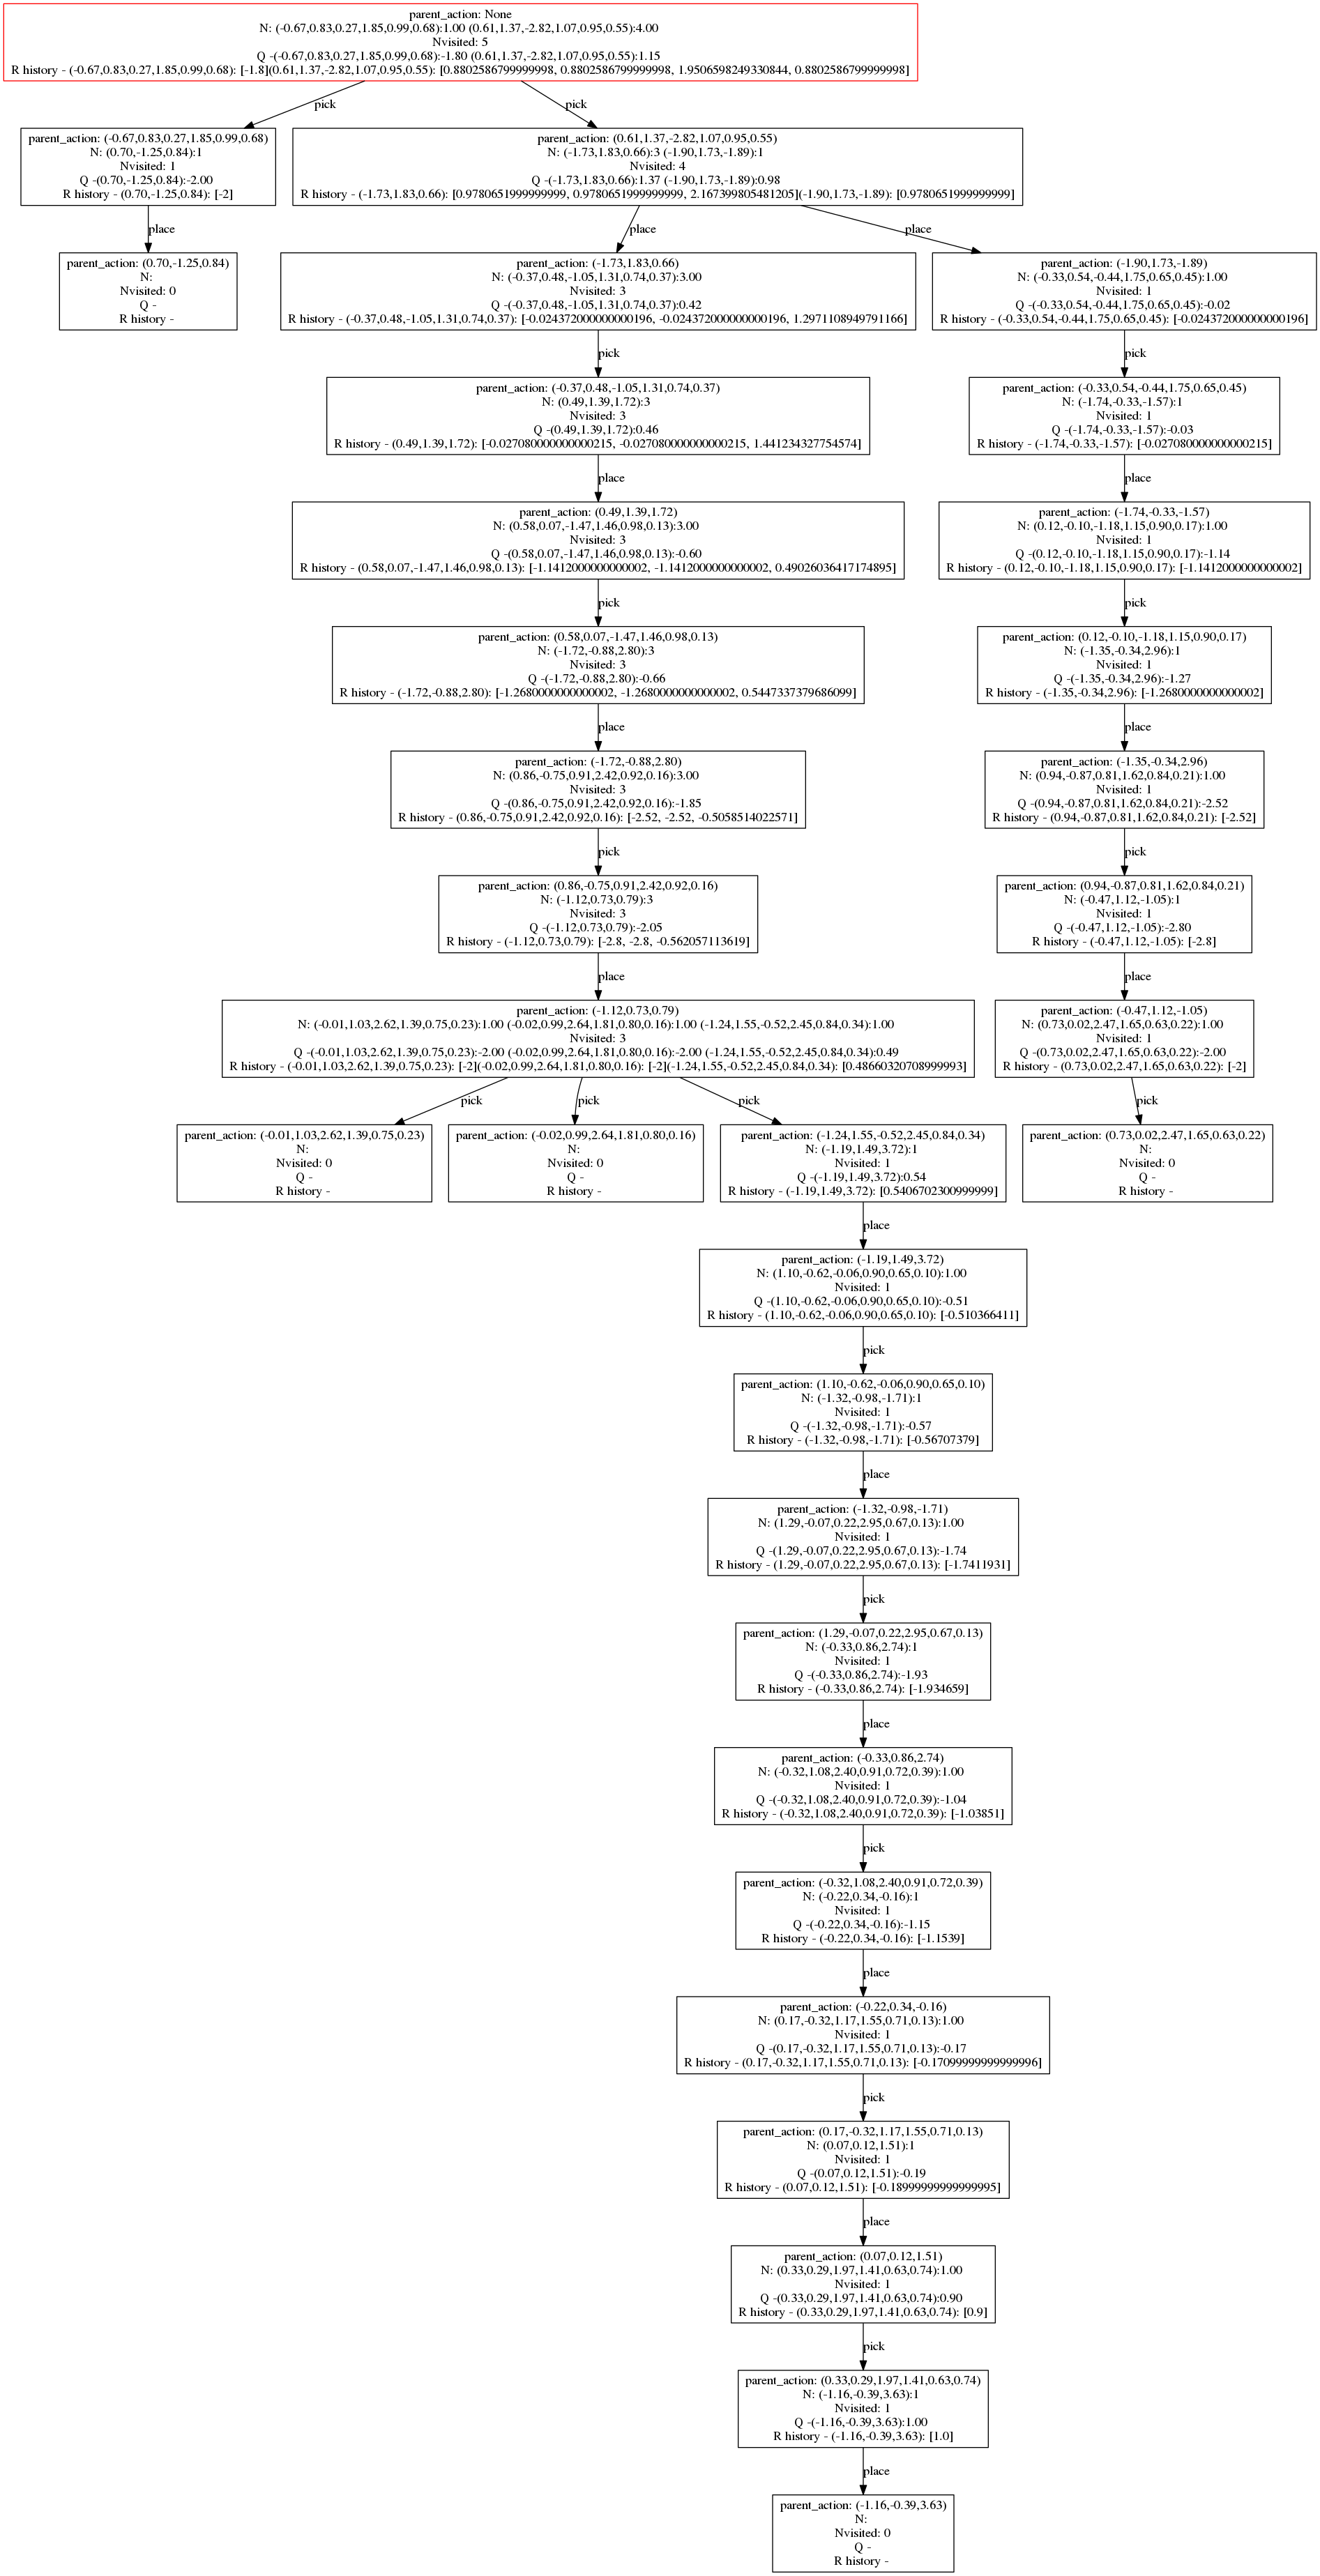 parent_action: None
N: (-0.67,0.83,0.27,1.85,0.99,0.68):1.00 (0.61,1.37,-2.82,1.07,0.95,0.55):4.00
Nvisited: 5
Q -(-0.67,0.83,0.27,1.85,0.99,0.68):-1.80 (0.61,1.37,-2.82,1.07,0.95,0.55):1.15
R history - (-0.67,0.83,0.27,1.85,0.99,0.68): [-1.8](0.61,1.37,-2.82,1.07,0.95,0.55): [0.8802586799999998, 0.8802586799999998, 1.9506598249330844, 0.8802586799999998]
pick
pick
parent_action: (-0.67,0.83,0.27,1.85,0.99,0.68)
N: (0.70,-1.25,0.84):1
Nvisited: 1
Q -(0.70,-1.25,0.84):-2.00
R history - (0.70,-1.25,0.84): [-2]
parent_action: (0.61,1.37,-2.82,1.07,0.95,0.55)
N: (-1.73,1.83,0.66):3 (-1.90,1.73,-1.89):1
Nvisited: 4
Q -(-1.73,1.83,0.66):1.37 (-1.90,1.73,-1.89):0.98
R history - (-1.73,1.83,0.66): [0.9780651999999999, 0.9780651999999999, 2.167399805481205](-1.90,1.73,-1.89): [0.9780651999999999]
place
place
place
parent_action: (0.70,-1.25,0.84)
N:
Nvisited: 0
Q -
R history -
parent_action: (-1.73,1.83,0.66)
N: (-0.37,0.48,-1.05,1.31,0.74,0.37):3.00
Nvisited: 3
Q -(-0.37,0.48,-1.05,1.31,0.74,0.37):0.42
R history - (-0.37,0.48,-1.05,1.31,0.74,0.37): [-0.024372000000000196, -0.024372000000000196, 1.2971108949791166]
parent_action: (-1.90,1.73,-1.89)
N: (-0.33,0.54,-0.44,1.75,0.65,0.45):1.00
Nvisited: 1
Q -(-0.33,0.54,-0.44,1.75,0.65,0.45):-0.02
R history - (-0.33,0.54,-0.44,1.75,0.65,0.45): [-0.024372000000000196]
pick
pick
parent_action: (-0.37,0.48,-1.05,1.31,0.74,0.37)
N: (0.49,1.39,1.72):3
Nvisited: 3
Q -(0.49,1.39,1.72):0.46
R history - (0.49,1.39,1.72): [-0.027080000000000215, -0.027080000000000215, 1.441234327754574]
parent_action: (-0.33,0.54,-0.44,1.75,0.65,0.45)
N: (-1.74,-0.33,-1.57):1
Nvisited: 1
Q -(-1.74,-0.33,-1.57):-0.03
R history - (-1.74,-0.33,-1.57): [-0.027080000000000215]
place
place
parent_action: (0.49,1.39,1.72)
N: (0.58,0.07,-1.47,1.46,0.98,0.13):3.00
Nvisited: 3
Q -(0.58,0.07,-1.47,1.46,0.98,0.13):-0.60
R history - (0.58,0.07,-1.47,1.46,0.98,0.13): [-1.1412000000000002, -1.1412000000000002, 0.49026036417174895]
parent_action: (-1.74,-0.33,-1.57)
N: (0.12,-0.10,-1.18,1.15,0.90,0.17):1.00
Nvisited: 1
Q -(0.12,-0.10,-1.18,1.15,0.90,0.17):-1.14
R history - (0.12,-0.10,-1.18,1.15,0.90,0.17): [-1.1412000000000002]
pick
pick
parent_action: (0.58,0.07,-1.47,1.46,0.98,0.13)
N: (-1.72,-0.88,2.80):3
Nvisited: 3
Q -(-1.72,-0.88,2.80):-0.66
R history - (-1.72,-0.88,2.80): [-1.2680000000000002, -1.2680000000000002, 0.5447337379686099]
parent_action: (0.12,-0.10,-1.18,1.15,0.90,0.17)
N: (-1.35,-0.34,2.96):1
Nvisited: 1
Q -(-1.35,-0.34,2.96):-1.27
R history - (-1.35,-0.34,2.96): [-1.2680000000000002]
place
place
parent_action: (-1.72,-0.88,2.80)
N: (0.86,-0.75,0.91,2.42,0.92,0.16):3.00
Nvisited: 3
Q -(0.86,-0.75,0.91,2.42,0.92,0.16):-1.85
R history - (0.86,-0.75,0.91,2.42,0.92,0.16): [-2.52, -2.52, -0.5058514022571]
parent_action: (-1.35,-0.34,2.96)
N: (0.94,-0.87,0.81,1.62,0.84,0.21):1.00
Nvisited: 1
Q -(0.94,-0.87,0.81,1.62,0.84,0.21):-2.52
R history - (0.94,-0.87,0.81,1.62,0.84,0.21): [-2.52]
pick
pick
parent_action: (0.86,-0.75,0.91,2.42,0.92,0.16)
N: (-1.12,0.73,0.79):3
Nvisited: 3
Q -(-1.12,0.73,0.79):-2.05
R history - (-1.12,0.73,0.79): [-2.8, -2.8, -0.562057113619]
parent_action: (0.94,-0.87,0.81,1.62,0.84,0.21)
N: (-0.47,1.12,-1.05):1
Nvisited: 1
Q -(-0.47,1.12,-1.05):-2.80
R history - (-0.47,1.12,-1.05): [-2.8]
place
place
parent_action: (-1.12,0.73,0.79)
N: (-0.01,1.03,2.62,1.39,0.75,0.23):1.00 (-0.02,0.99,2.64,1.81,0.80,0.16):1.00 (-1.24,1.55,-0.52,2.45,0.84,0.34):1.00
Nvisited: 3
Q -(-0.01,1.03,2.62,1.39,0.75,0.23):-2.00 (-0.02,0.99,2.64,1.81,0.80,0.16):-2.00 (-1.24,1.55,-0.52,2.45,0.84,0.34):0.49
R history - (-0.01,1.03,2.62,1.39,0.75,0.23): [-2](-0.02,0.99,2.64,1.81,0.80,0.16): [-2](-1.24,1.55,-0.52,2.45,0.84,0.34): [0.48660320708999993]
parent_action: (-0.47,1.12,-1.05)
N: (0.73,0.02,2.47,1.65,0.63,0.22):1.00
Nvisited: 1
Q -(0.73,0.02,2.47,1.65,0.63,0.22):-2.00
R history - (0.73,0.02,2.47,1.65,0.63,0.22): [-2]
pick
pick
pick
pick
parent_action: (-0.01,1.03,2.62,1.39,0.75,0.23)
N:
Nvisited: 0
Q -
R history -
parent_action: (-0.02,0.99,2.64,1.81,0.80,0.16)
N:
Nvisited: 0
Q -
R history -
parent_action: (-1.24,1.55,-0.52,2.45,0.84,0.34)
N: (-1.19,1.49,3.72):1
Nvisited: 1
Q -(-1.19,1.49,3.72):0.54
R history - (-1.19,1.49,3.72): [0.5406702300999999]
parent_action: (0.73,0.02,2.47,1.65,0.63,0.22)
N:
Nvisited: 0
Q -
R history -
place
parent_action: (-1.19,1.49,3.72)
N: (1.10,-0.62,-0.06,0.90,0.65,0.10):1.00
Nvisited: 1
Q -(1.10,-0.62,-0.06,0.90,0.65,0.10):-0.51
R history - (1.10,-0.62,-0.06,0.90,0.65,0.10): [-0.510366411]
pick
parent_action: (1.10,-0.62,-0.06,0.90,0.65,0.10)
N: (-1.32,-0.98,-1.71):1
Nvisited: 1
Q -(-1.32,-0.98,-1.71):-0.57
R history - (-1.32,-0.98,-1.71): [-0.56707379]
place
parent_action: (-1.32,-0.98,-1.71)
N: (1.29,-0.07,0.22,2.95,0.67,0.13):1.00
Nvisited: 1
Q -(1.29,-0.07,0.22,2.95,0.67,0.13):-1.74
R history - (1.29,-0.07,0.22,2.95,0.67,0.13): [-1.7411931]
pick
parent_action: (1.29,-0.07,0.22,2.95,0.67,0.13)
N: (-0.33,0.86,2.74):1
Nvisited: 1
Q -(-0.33,0.86,2.74):-1.93
R history - (-0.33,0.86,2.74): [-1.934659]
place
parent_action: (-0.33,0.86,2.74)
N: (-0.32,1.08,2.40,0.91,0.72,0.39):1.00
Nvisited: 1
Q -(-0.32,1.08,2.40,0.91,0.72,0.39):-1.04
R history - (-0.32,1.08,2.40,0.91,0.72,0.39): [-1.03851]
pick
parent_action: (-0.32,1.08,2.40,0.91,0.72,0.39)
N: (-0.22,0.34,-0.16):1
Nvisited: 1
Q -(-0.22,0.34,-0.16):-1.15
R history - (-0.22,0.34,-0.16): [-1.1539]
place
parent_action: (-0.22,0.34,-0.16)
N: (0.17,-0.32,1.17,1.55,0.71,0.13):1.00
Nvisited: 1
Q -(0.17,-0.32,1.17,1.55,0.71,0.13):-0.17
R history - (0.17,-0.32,1.17,1.55,0.71,0.13): [-0.17099999999999996]
pick
parent_action: (0.17,-0.32,1.17,1.55,0.71,0.13)
N: (0.07,0.12,1.51):1
Nvisited: 1
Q -(0.07,0.12,1.51):-0.19
R history - (0.07,0.12,1.51): [-0.18999999999999995]
place
parent_action: (0.07,0.12,1.51)
N: (0.33,0.29,1.97,1.41,0.63,0.74):1.00
Nvisited: 1
Q -(0.33,0.29,1.97,1.41,0.63,0.74):0.90
R history - (0.33,0.29,1.97,1.41,0.63,0.74): [0.9]
pick
parent_action: (0.33,0.29,1.97,1.41,0.63,0.74)
N: (-1.16,-0.39,3.63):1
Nvisited: 1
Q -(-1.16,-0.39,3.63):1.00
R history - (-1.16,-0.39,3.63): [1.0]
place
parent_action: (-1.16,-0.39,3.63)
N:
Nvisited: 0
Q -
R history -